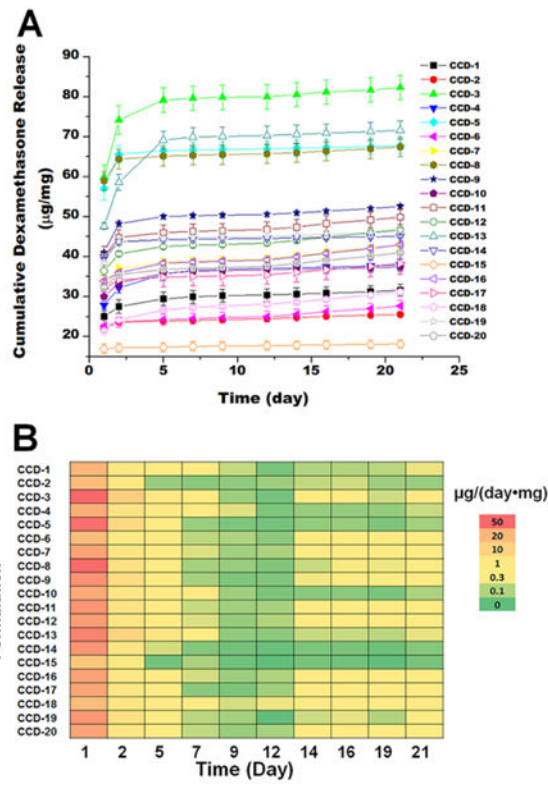 A
Cumulative Dexamethasone Release
(μg/mg)
90
80
70
60
50
40
30
20
0
5
10
15
20
25
Time (day)
CCD-1
CCD-2
CCD-3
CCD-4
CCD-5
CCD-6
CCD-7
CCD-8
CCD-9
CCD-10
CCD-11
CCD-12
CCD-13
CCD-14
CCD-15
CCD-16
CCD-17
CCD-18
CCD-19
CCD-20
B
CCD-1
CCD-2
CCD-3
CCD-4
CCD-5
CCD-6
CCD-7
CCD-8
CCD-9
CCD-10
CCD-11
CCD-12
CCD-13
CCD-14
CCD-15
CCD-16
CCD-17
CCD-18
CCD-19
CCD-20
1 2 5 7 9 12 14 16 19 21
Time (Day)
μg/(day•mg)
50
20
10
1
0.3
0.1
0